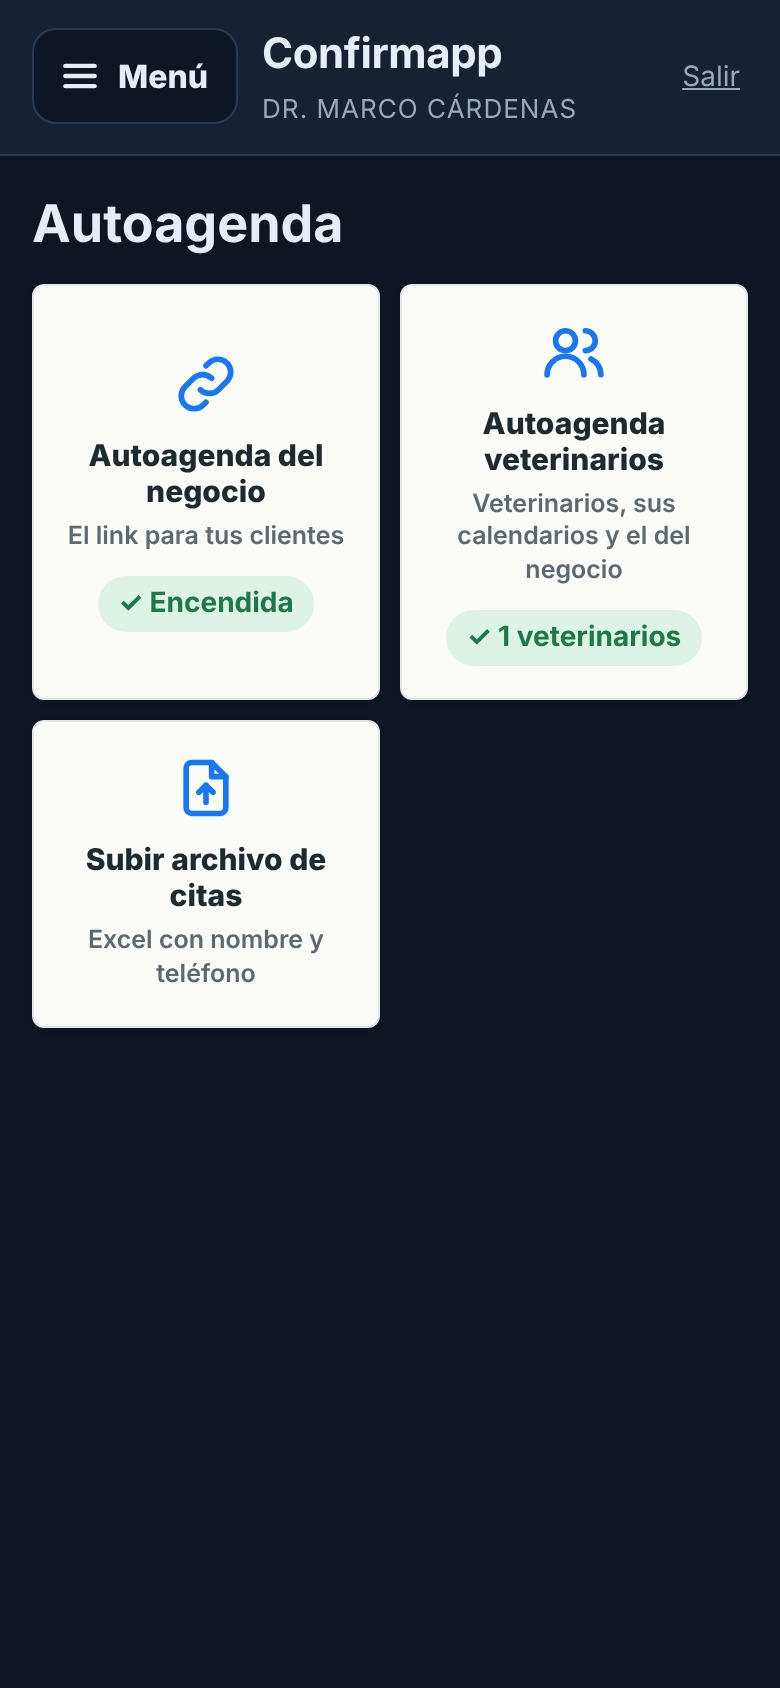 Menú
Confirmapp
DR. MARCO CÁRDENAS
Salir
Autoagenda
Autoagenda del
negocio
El link para tus clientes
✓ Encendida
Autoagenda
veterinarios
Veterinarios, sus
calendarios y el del
negocio
✓ 1 veterinarios
Subir archivo de
citas
Excel con nombre y
teléfono